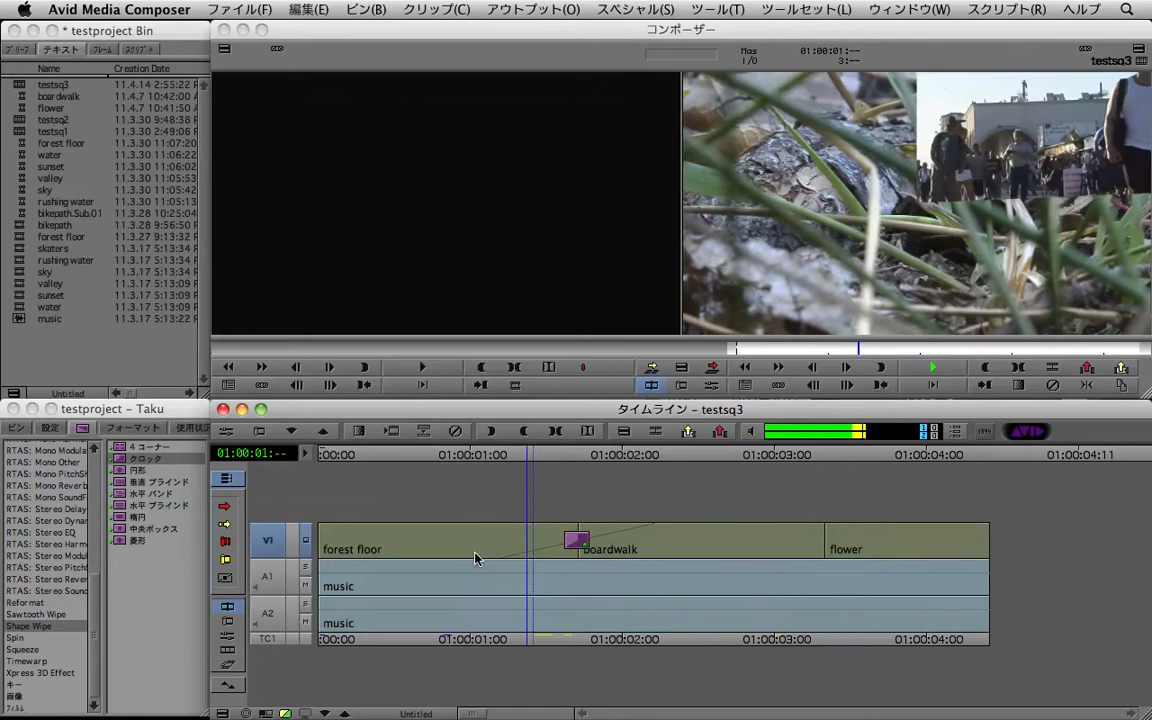 Avid Media Composer ファイル(F) 編集(E) ビン(B) クリップ(C) アウトプット(O) スペシャル(S) ツール(T) ツールセット(L) ウィンドウ(W) スクリプト(R) ヘルプ
* testproject Bin
コンポーザー
ブリーフ テキスト フレーム スクリプト
Mas 01:00:01:--
1/0 3:--
testsq3
Name Creation Date
testsq3 11.4.14 2:55:22 F
boardwalk 11.4.7 10:42:00 A
flower 11.4.7 10:41:50 A
testsq2 11.3.30 9:48:38
testsq1 11.3.30 2:49:06
forest floor 11.3.30 11:07:20
water 11.3.30 11:06:22
sunset 11.3.30 11:06:02
valley 11.3.30 11:05:53
sky 11.3.30 11:05:42
rushing water 11.3.30 11:05:13
bikepath.Sub.01 11.3.28 10:25:04
bikepath 11.3.28 9:56:50
forest floor 11.3.27 9:13:32
skaters 11.3.17 5:13:34
rushing water 11.3.17 5:13:34
sky 11.3.17 5:13:34
valley 11.3.17 5:13:09
sunset 11.3.17 5:13:09
water 11.3.17 5:13:09
music 11.3.17 5:13:22
Untitled
testproject - Taku
ビン 設定 フォーマット 使用状況
RTAS: Mono Modula
RTAS: Mono Other
RTAS: Mono PitchS
RTAS: Mono Reverb
RTAS: Mono SoundF
RTAS: Stereo Delay
RTAS: Stereo Dynar
RTAS: Stereo EQ
RTAS: Stereo Harm
RTAS: Stereo Modul
RTAS: Stereo Other
RTAS: Stereo Pitch
RTAS: Stereo Rever
RTAS: Stereo Sound
Reformat
Sawtooth Wipe
Shape Wipe
Spin
Squeeze
Timewarp
Xpress 3D Effect
キー
画像
フィルム
4 コーナー
クロック
円形
垂直 ブラインド
水平 バンド
水平 ブラインド
楕円
中央ボックス
菱形
タイムライン - testsq3
01:00:01:--
:00:00 01:00:01:00 01:00:02:00 01:00:03:00 01:00:04:00 01:00:04:11
V1 forest floor boardwalk flower
A1 S M music
A2 S M music
TC1 :00:00 01:00:01:00 01:00:02:00 01:00:03:00 01:00:04:00
Untitled
AVID